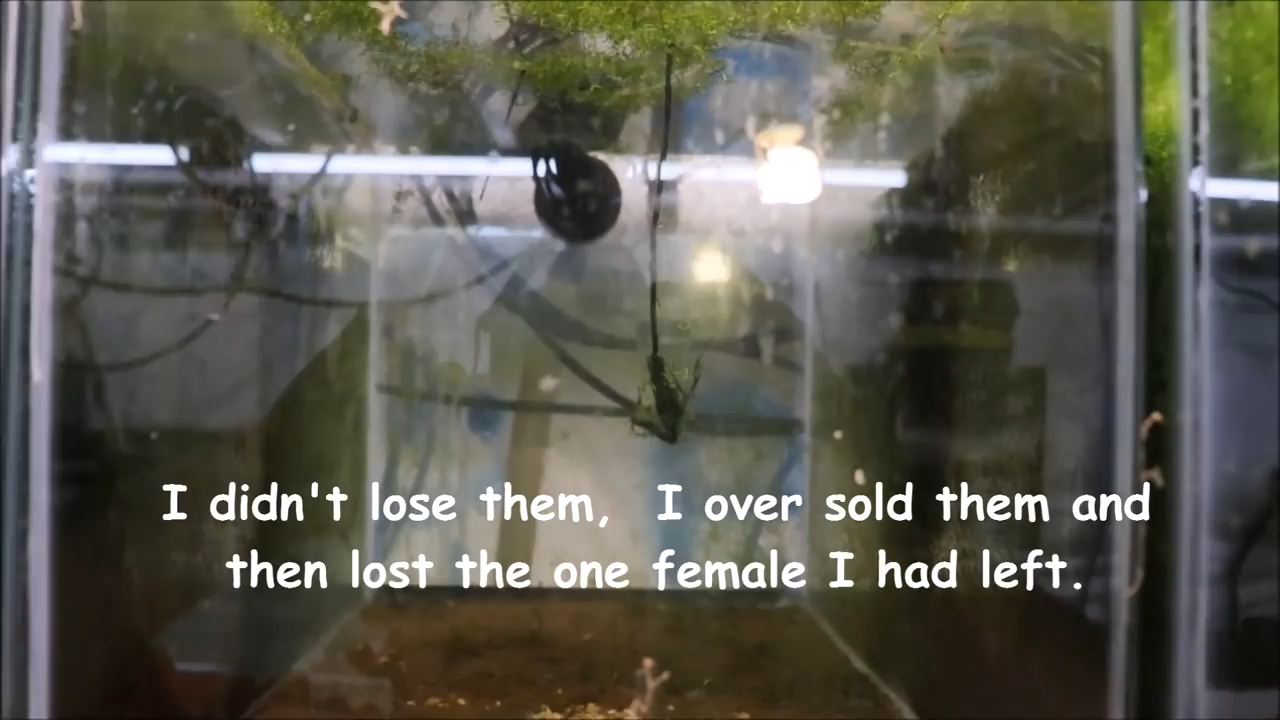 I didn't lose them,  I over sold them and
then lost the one female I had left.